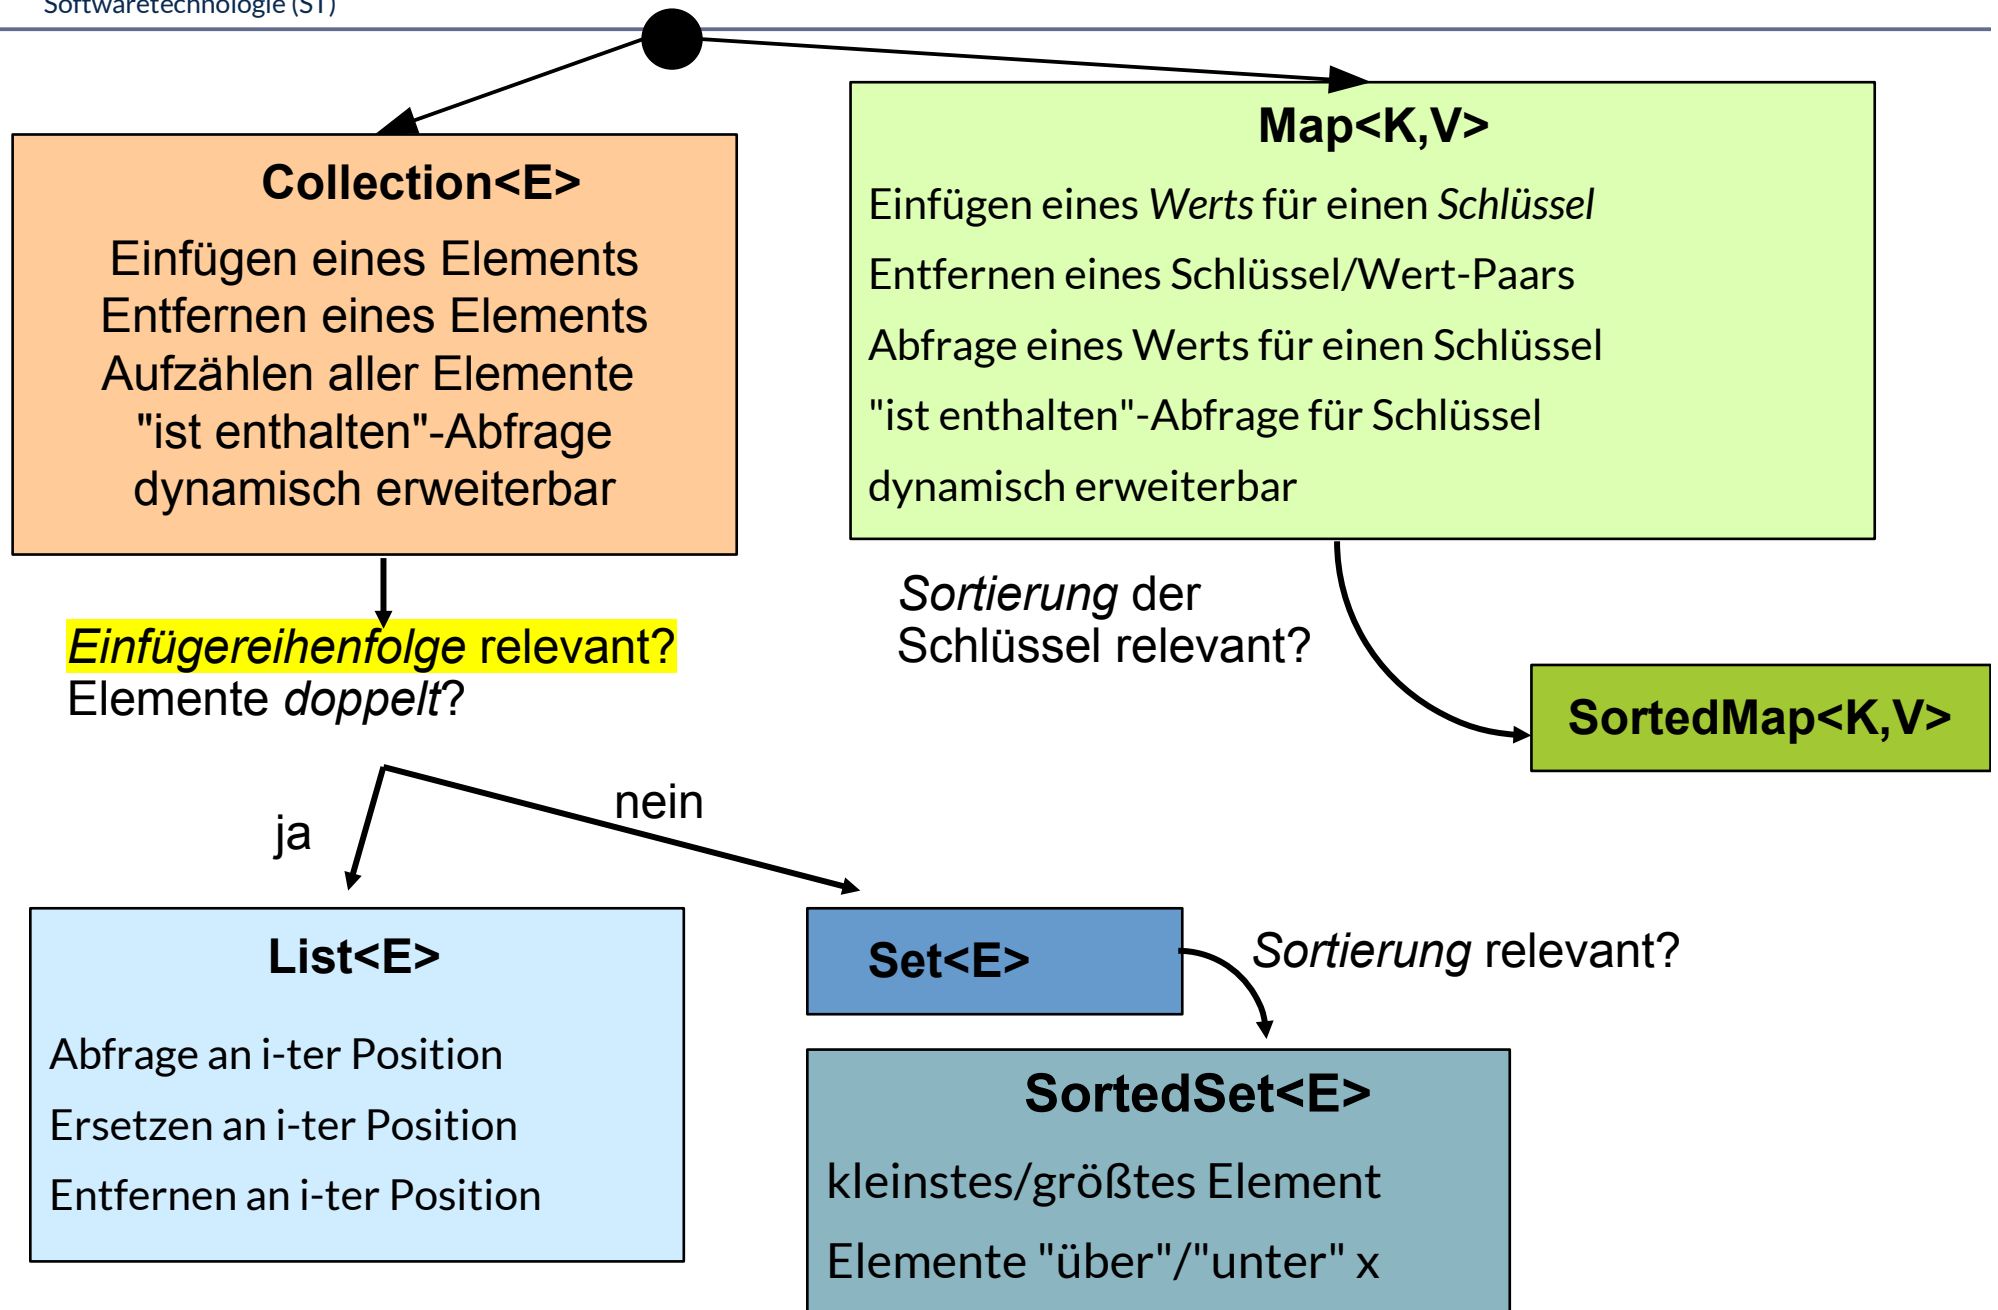 Softwaretechnologie (ST)
Collection<E>
Einfügen eines Elements
Entfernen eines Elements
Aufzählen aller Elemente
"ist enthalten"-Abfrage
dynamisch erweiterbar
Map<K,V>
Einfügen eines Werts für einen Schlüssel
Entfernen eines Schlüssel/Wert-Paars
Abfrage eines Werts für einen Schlüssel
"ist enthalten"-Abfrage für Schlüssel
dynamisch erweiterbar
Einfügereihenfolge relevant?
Elemente doppelt?
Sortierung der
Schlüssel relevant?
SortedMap<K,V>
ja
nein
List<E>
Abfrage an i-ter Position
Ersetzen an i-ter Position
Entfernen an i-ter Position
Set<E>
Sortierung relevant?
SortedSet<E>
kleinstes/größtes Element
Elemente "über"/"unter" x